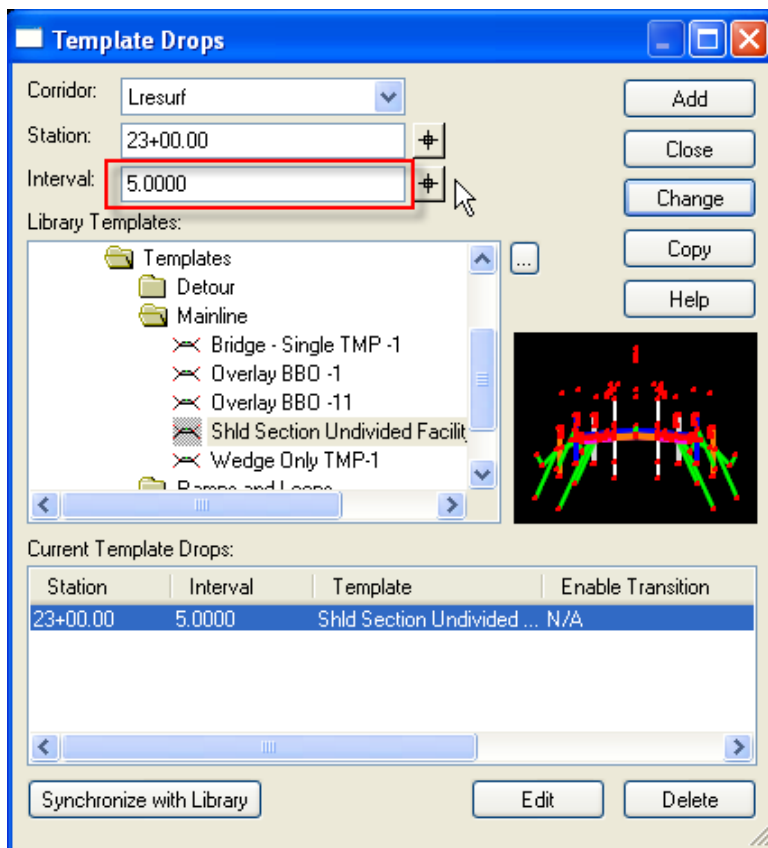 Template Drops
Corridor: Lresurf Add
Station: 23+00.00 Close
Interval: 5.0000 Change
Library Templates:
Copy
Help
...
Templates
Detour
Mainline
Bridge - Single TMP -1
Overlay BBO -1
Overlay BBO -11
Shld Section Undivided Facilit
Wedge Only TMP-1
Ramps and Loops
Current Template Drops:
Station Interval Template Enable Transition
23+00.00 5.0000 Shld Section Undivided ... N/A
Synchronize with Library Edit Delete